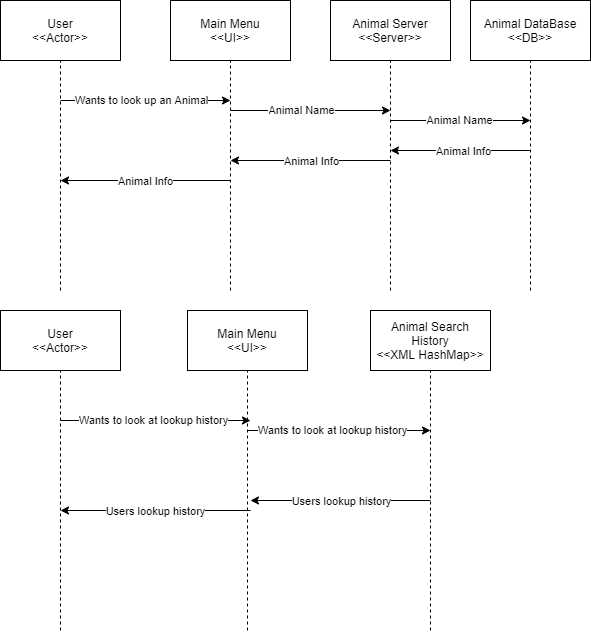 User
<<Actor>>
Main Menu
<<UI>>
Animal Server
<<Server>>
Animal DataBase
<<DB>>
Wants to look up an Animal
Animal Name
Animal Name
Animal Info
Animal Info
Animal Info
User
<<Actor>>
Main Menu
<<UI>>
Animal Search
History
<<XML HashMap>>
Wants to look at lookup history
Wants to look at lookup history
Users lookup history
Users lookup history